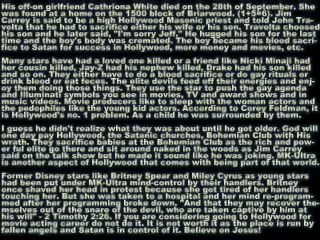 His off-on girlfriend Cathriona White died on the 28th of September. She
was found at a home in the 1500 block of Briarwood. (1+5=6). Jim
Carrey is said to be a high Hollywood Masonic priest and told John Tra-
volta that he had to sacrifice either his wife or his son. Travolta choosed
his son and he later said, "I'm sorry Jeff." He hugged his son for the last
time and the boy's body was cremated. The boy became his blood sacri-
fice to Satan for success in Hollywood, more money and movies, etc.
Many stars have had a loved one killed or a friend like Nicki Minaj had
her cousin killed, Jay-Z had his nephew killed, Drake had his son killed
and so on. They either have to do a blood sacrifice or do gay rituals or
drink blood or eat feces. The elite devils feed off their energies and enj-
oy them doing those things. They use the star to push the gay agenda
and Illuminati symbols you see in movies, TV and award shows and in
music videos. Movie producers like to sleep with the woman actors and
the pedophiles like the young kid actors. According to Corey Feldman, it
is Hollywood's no. 1 problem. As a child he was surrounded by them.
I guess he didn't realize what they was about until he got older. God will
one day pay Hollywood, the Satanic churches, Bohemian Club with His
wrath. They sacrifice babies at the Bohemian Club as the rich and pow-
er ful elite go there and sit around naked in the woods as Jim Carrey
said on the talk show but he made it sound like he was joking. MK-Ultra
is another aspect of Hollywood that comes with being part of that world.
Former Disney stars like Britney Spear and Miley Cyrus as young stars
had been put under MK-Ultra mind-control by their handlers. Britney
once shaved her head in protest because she got tired of her handlers
touching her. But she was taken to a hospital and her mind re-program-
med after her programming broke down. "And that they may recover the-
mselves out of the snare of the devil, who are taken captive by him at
his will" - 2 Timothy 2:26. If you are considering going to Hollywood for
movie acting career do not do it. It is not worth it as the place is run by
fallen angels and Satan is in control of it. Believe on Jesus!